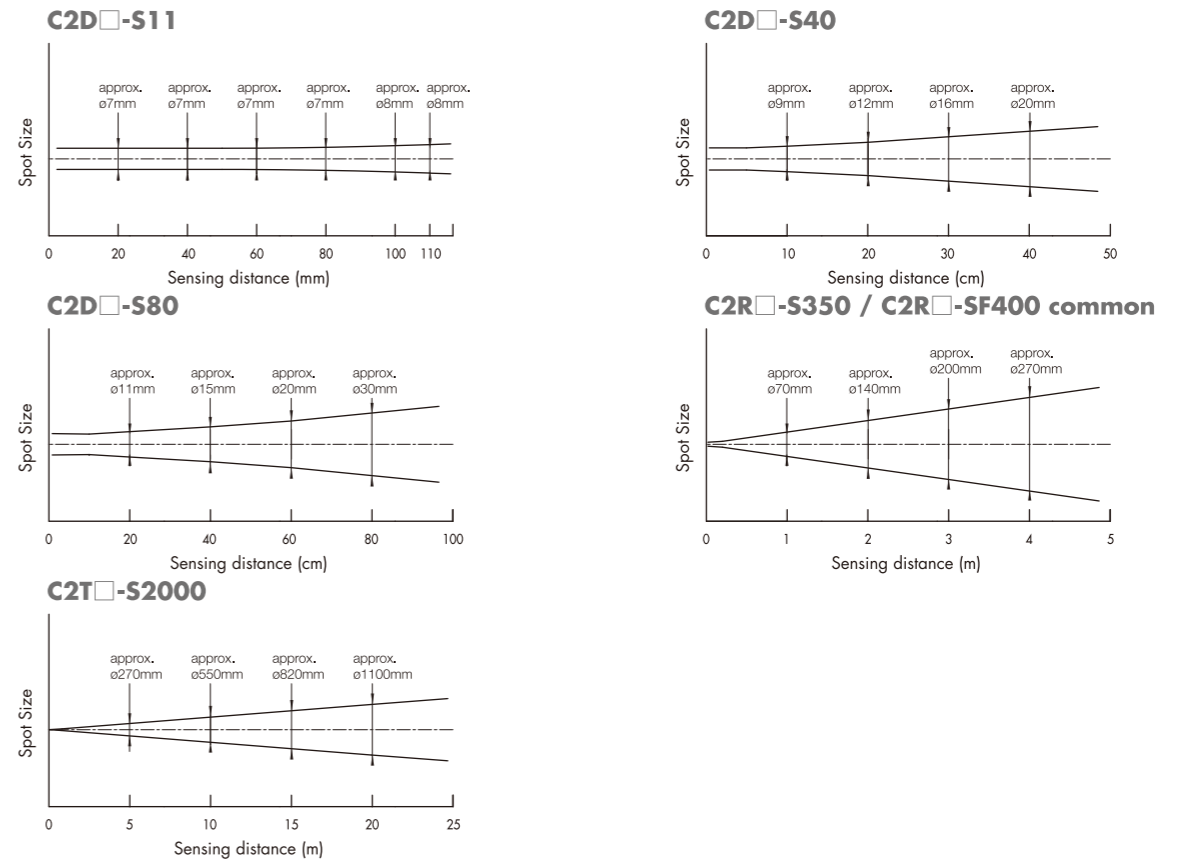 C2D□-S11
approx. approx. approx. approx. approx. approx.
ø7mm ø7mm ø7mm ø7mm ø8mm ø8mm
Spot Size
0 20 40 60 80 100 110
Sensing distance (mm)
C2D□-S40
approx. approx. approx. approx.
ø9mm ø12mm ø16mm ø20mm
Spot Size
0 10 20 30 40 50
Sensing distance (cm)
C2D□-S80
approx. approx. approx. approx.
ø11mm ø15mm ø20mm ø30mm
Spot Size
0 20 40 60 80 100
Sensing distance (cm)
C2R□-S350 / C2R□-SF400 common
approx. approx.
ø200mm ø270mm
approx. approx.
ø70mm ø140mm
Spot Size
0 1 2 3 4 5
Sensing distance (m)
C2T□-S2000
approx. approx. approx. approx.
ø270mm ø550mm ø820mm ø1100mm
Spot Size
0 5 10 15 20 25
Sensing distance (m)